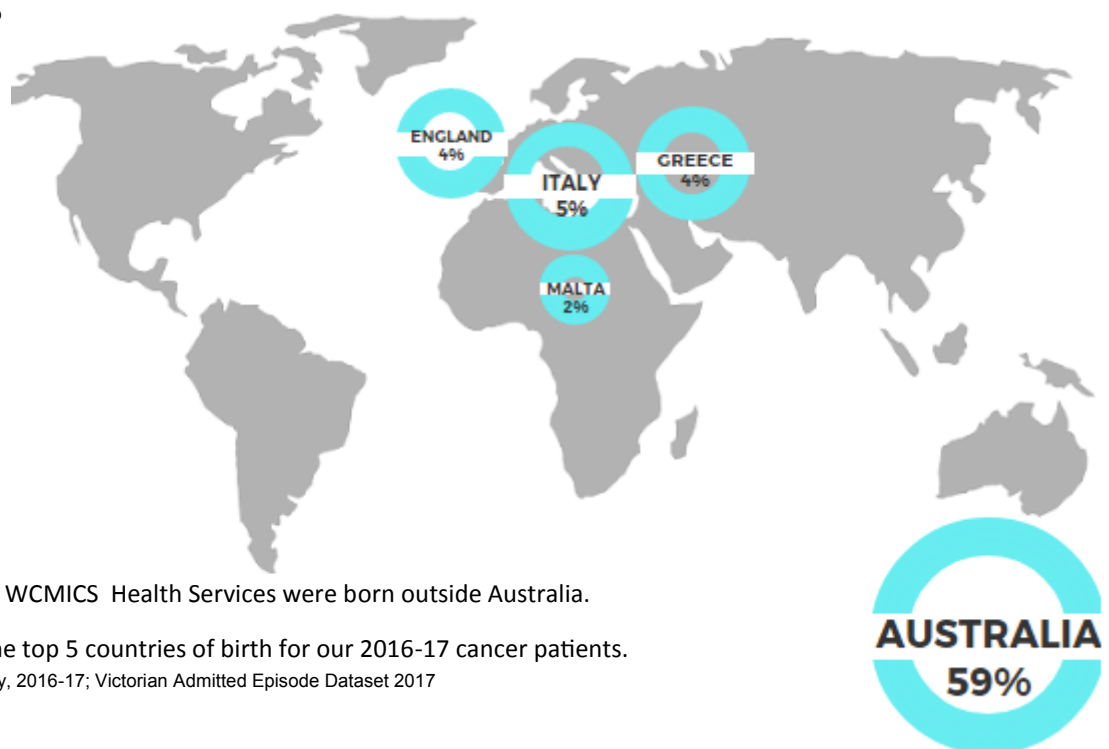 ENGLAND
4%
ITALY
5%
GREECE
4%
MALTA
2%
AUSTRALIA
59%
WCMICS Health Services were born outside Australia.
top 5 countries of birth for our 2016-17 cancer patients.
2016-17; Victorian Admitted Episode Dataset 2017